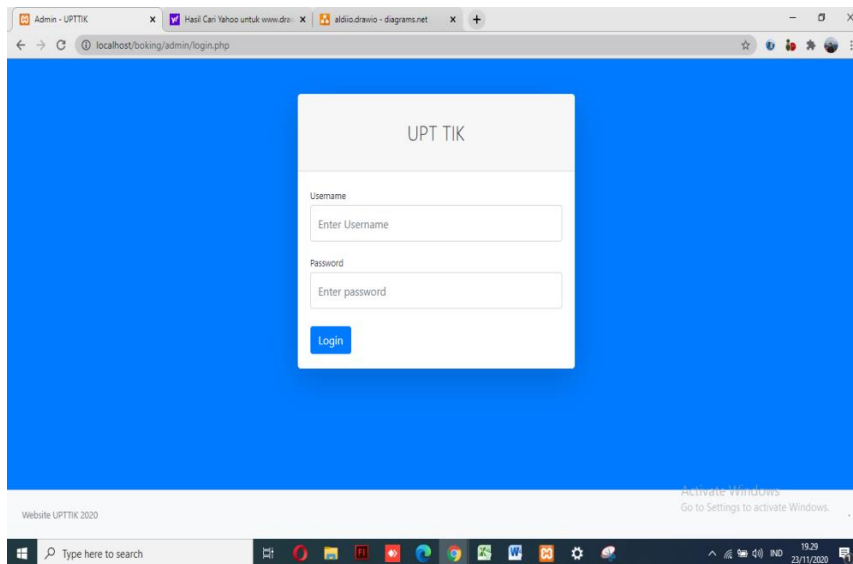 Admin - UPTTIK
Hasil Cari Yahoo untuk www.dra
aldiio.drawio - diagrams.net
localhost/boking/admin/login.php
UPT TIK
Username
Enter Username
Password
Enter password
Login
Activate Windows
Go to Settings to activate Windows.
Website UPTTIK 2020
Type here to search
IND
19.29
23/11/2020